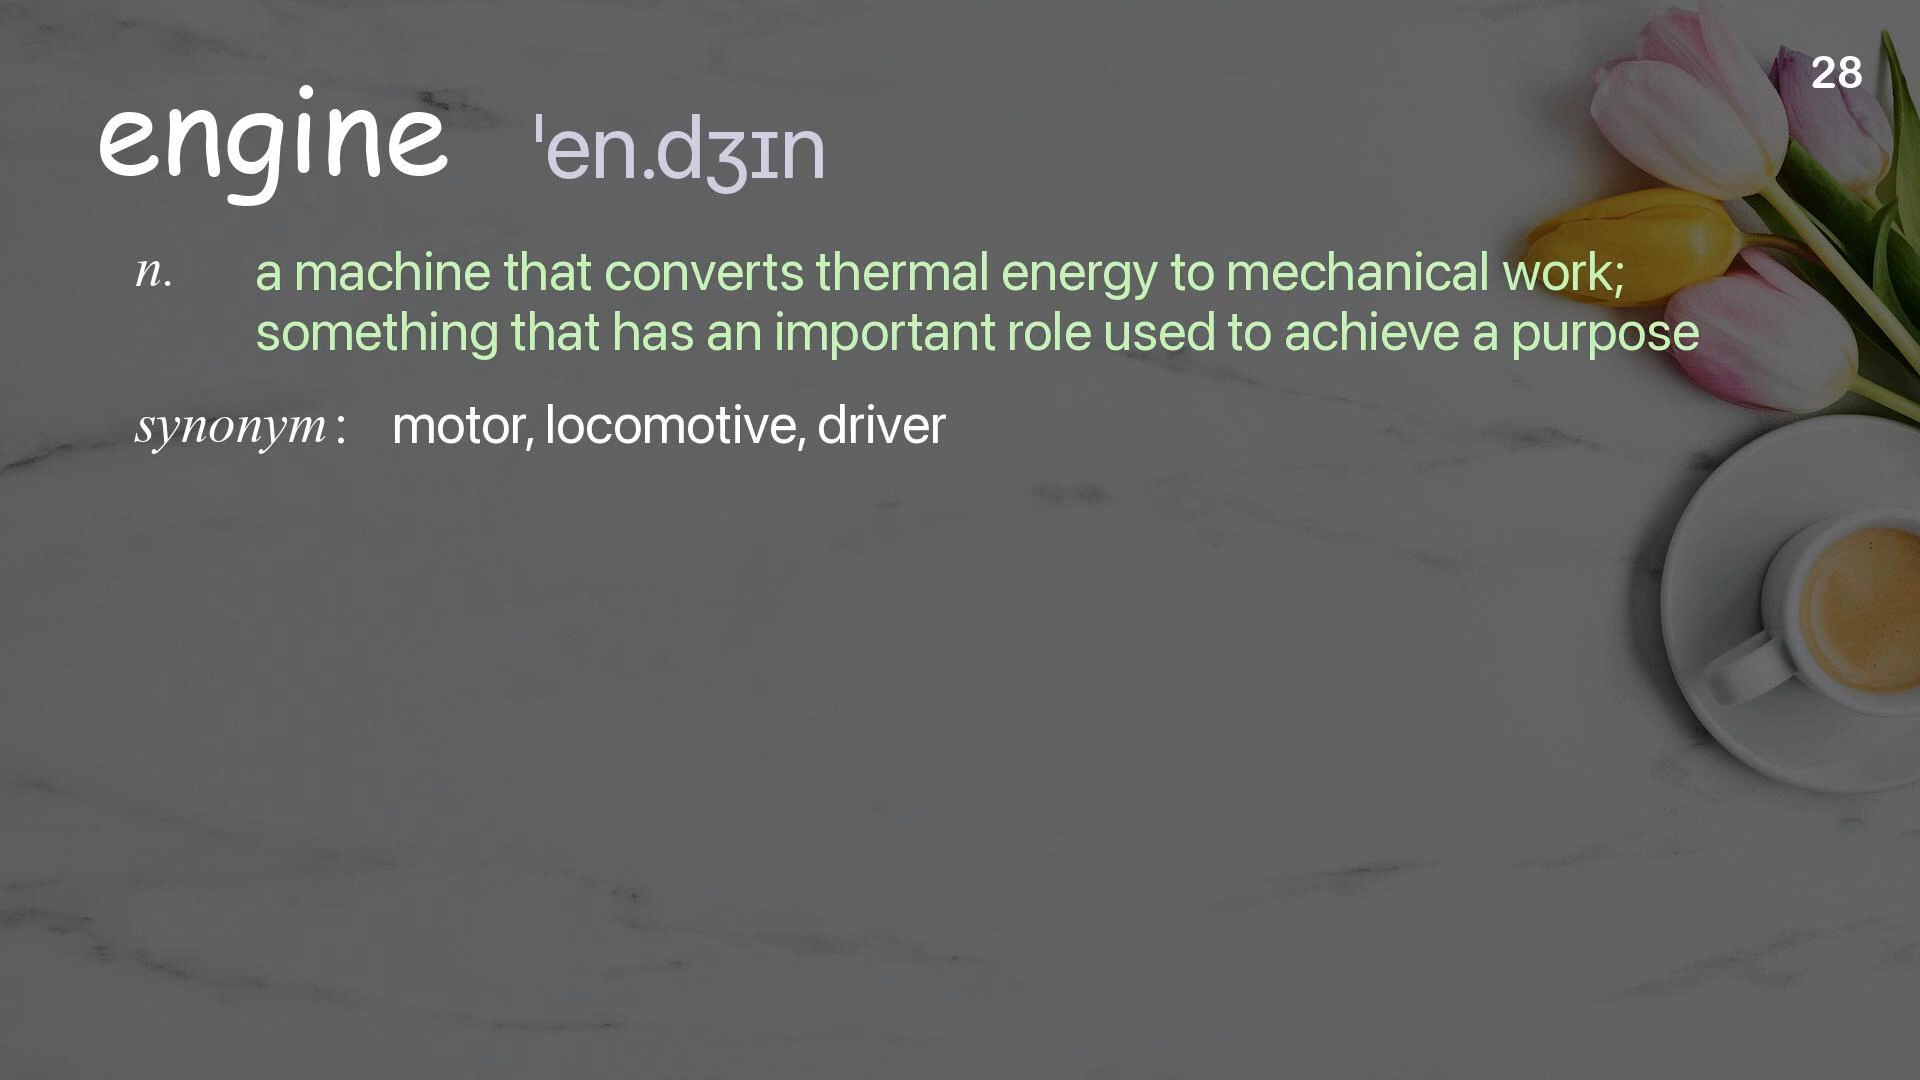 28
engine ˈen.dʒɪn
n. a machine that converts thermal energy to mechanical work;
something that has an important role used to achieve a purpose
synonym: motor, locomotive, driver